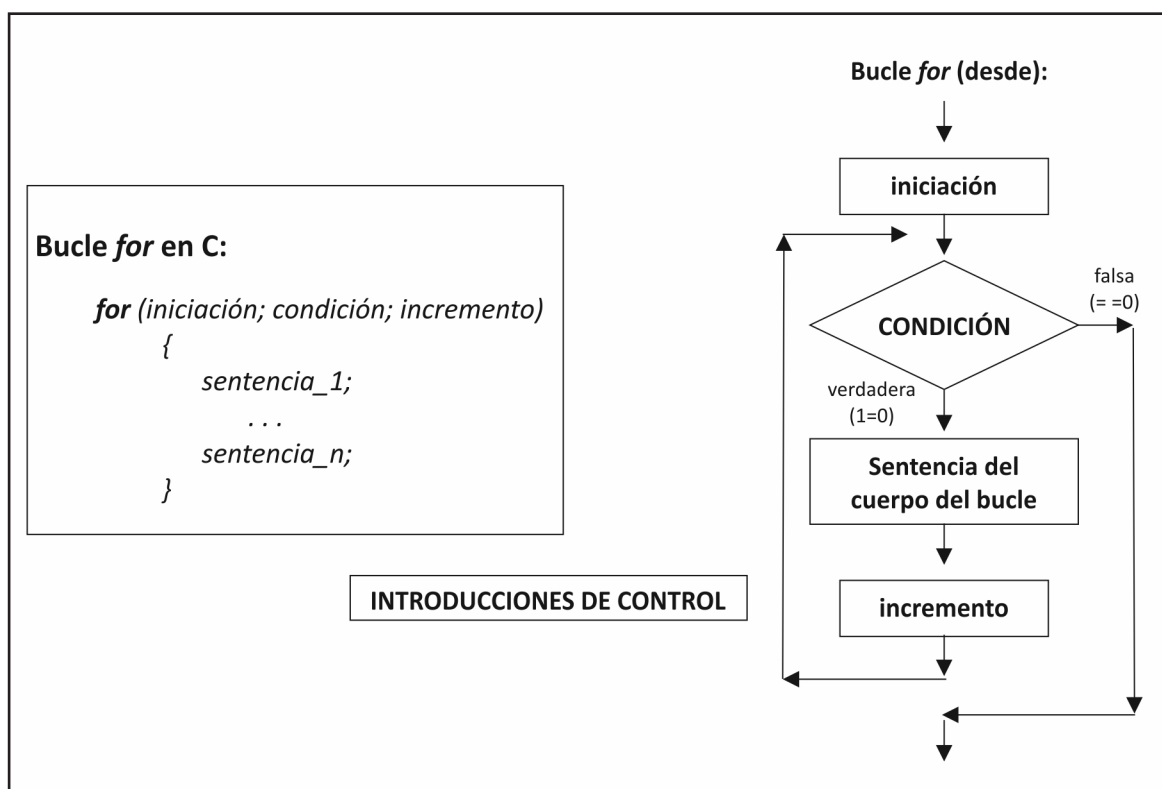 Bucle for en C:
for (iniciación; condición; incremento)
{
sentencia_1;
. . .
sentencia_n;
}
INTRODUCCIONES DE CONTROL
Bucle for (desde):
iniciación
CONDICIÓN
falsa
(= =0)
verdadera
(1=0)
Sentencia del
cuerpo del bucle
incremento